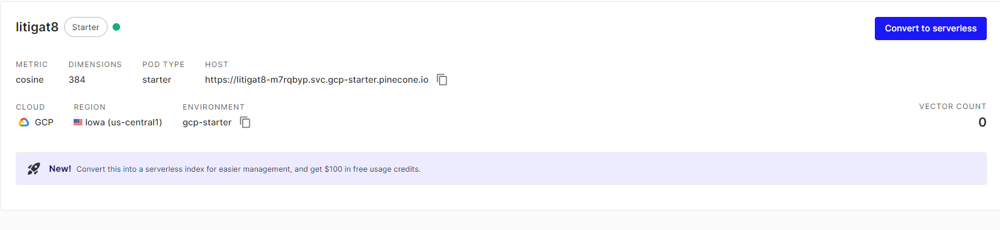 litigat8 Starter
Convert to serverless
METRIC DIMENSIONS POD TYPE HOST
cosine 384 starter https://litigat8-m7rqbyp.svc.gcp-starter.pinecone.io
CLOUD REGION ENVIRONMENT
GCP Iowa (us-central1) gcp-starter
VECTOR COUNT
0
New! Convert this into a serverless index for easier management, and get $100 in free usage credits.